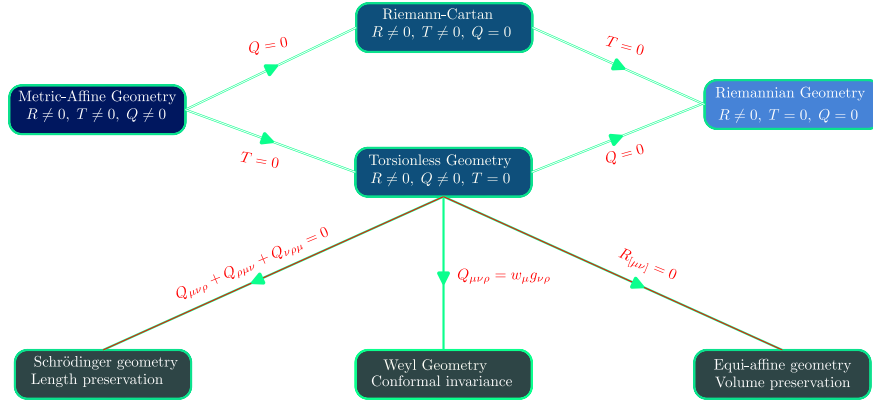 Riemann-Cartan
R ≠ 0, T ≠ 0, Q = 0
Q = 0
T = 0
Metric-Affine Geometry
R ≠ 0, T ≠ 0, Q ≠ 0
Riemannian Geometry
R ≠ 0, T = 0, Q = 0
T = 0
Q = 0
Torsionless Geometry
R ≠ 0, Q ≠ 0, T = 0
Q_{μνρ} + Q_{ρμν} + Q_{νρμ} = 0
Q_{μνρ} = w_μ g_{νρ}
R_{[μν]} = 0
Schrödinger geometry
Length preservation
Weyl Geometry
Conformal invariance
Equi-affine geometry
Volume preservation